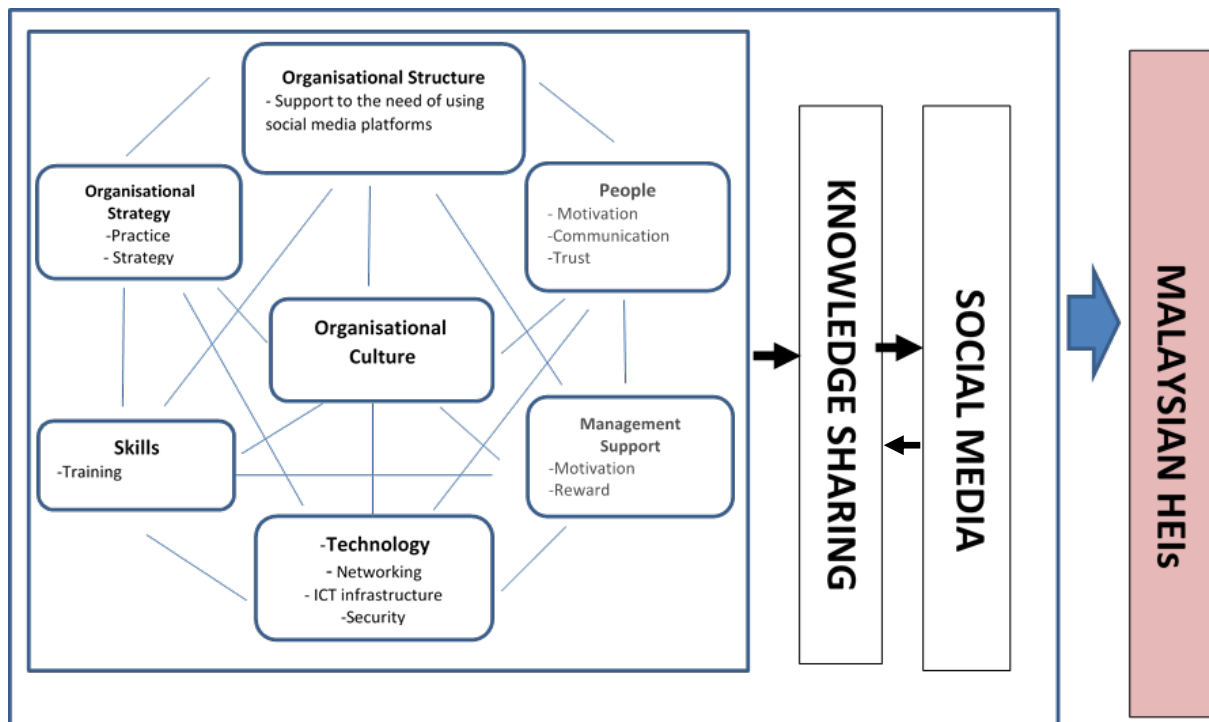 Organisational Structure
- Support to the need of using
social media platforms
Organisational
Strategy
-Practice
- Strategy
People
- Motivation
-Communication
-Trust
Organisational
Culture
Skills
-Training
Management
Support
-Motivation
-Reward
-Technology
- Networking
- ICT infrastructure
-Security
KNOWLEDGE SHARING
SOCIAL MEDIA
MALAYSIAN HEIs